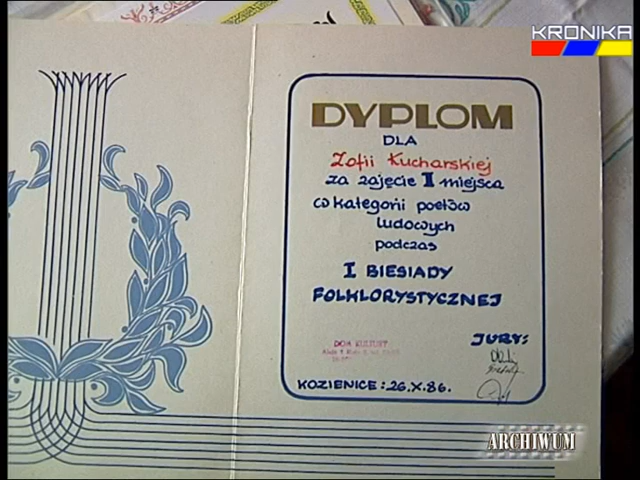 KRONIKA
DYPLOM
DLA
Zofii Kucharskiej
za zajęcie I miejsca
w kategorii poetów
ludowych
podczas
I BIESIADY
FOLKLORYSTYCZNEJ
JURY:
DOM KULTURY
KOZIENICE: 26.X.86.
ARCHIWUM